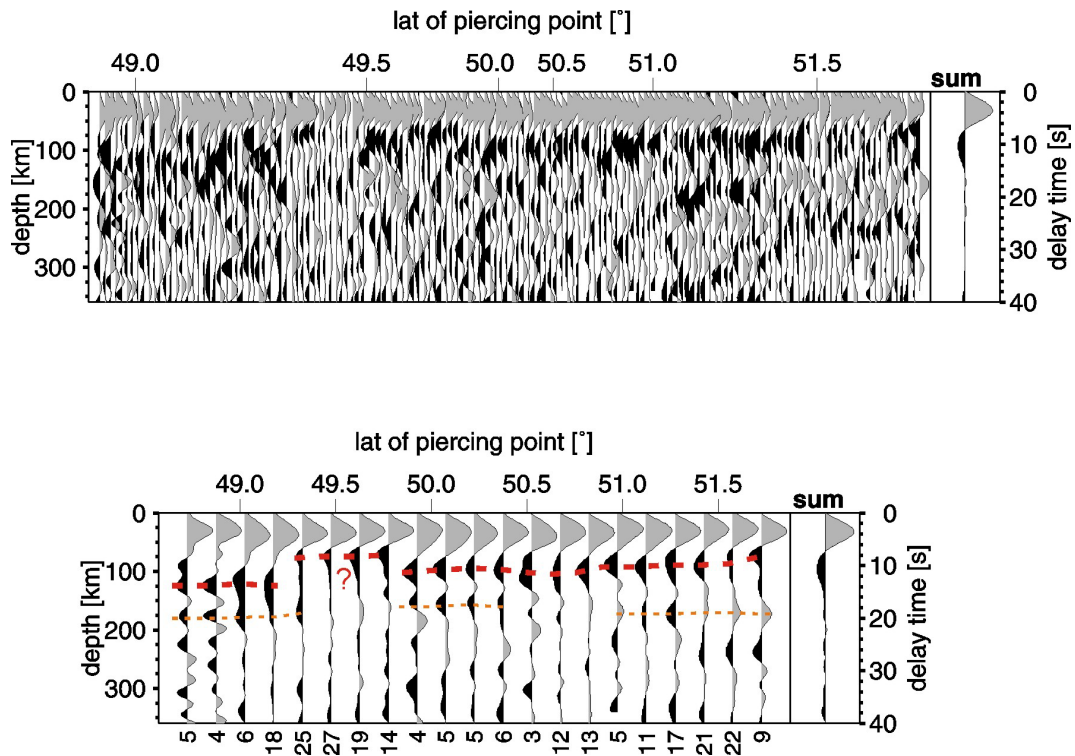 lat of piercing point [°]
49.0 49.5 50.0 50.5 51.0 51.5
sum
depth [km]
0
100
200
300
0
10
20
30
40
delay time [s]
lat of piercing point [°]
49.0 49.5 50.0 50.5 51.0 51.5
sum
depth [km]
0
100
200
300
?
0
10
20
30
40
delay time [s]
5 4 6 18 25 27 19 14 4 5 5 6 3 12 13 5 11 17 21 22 9